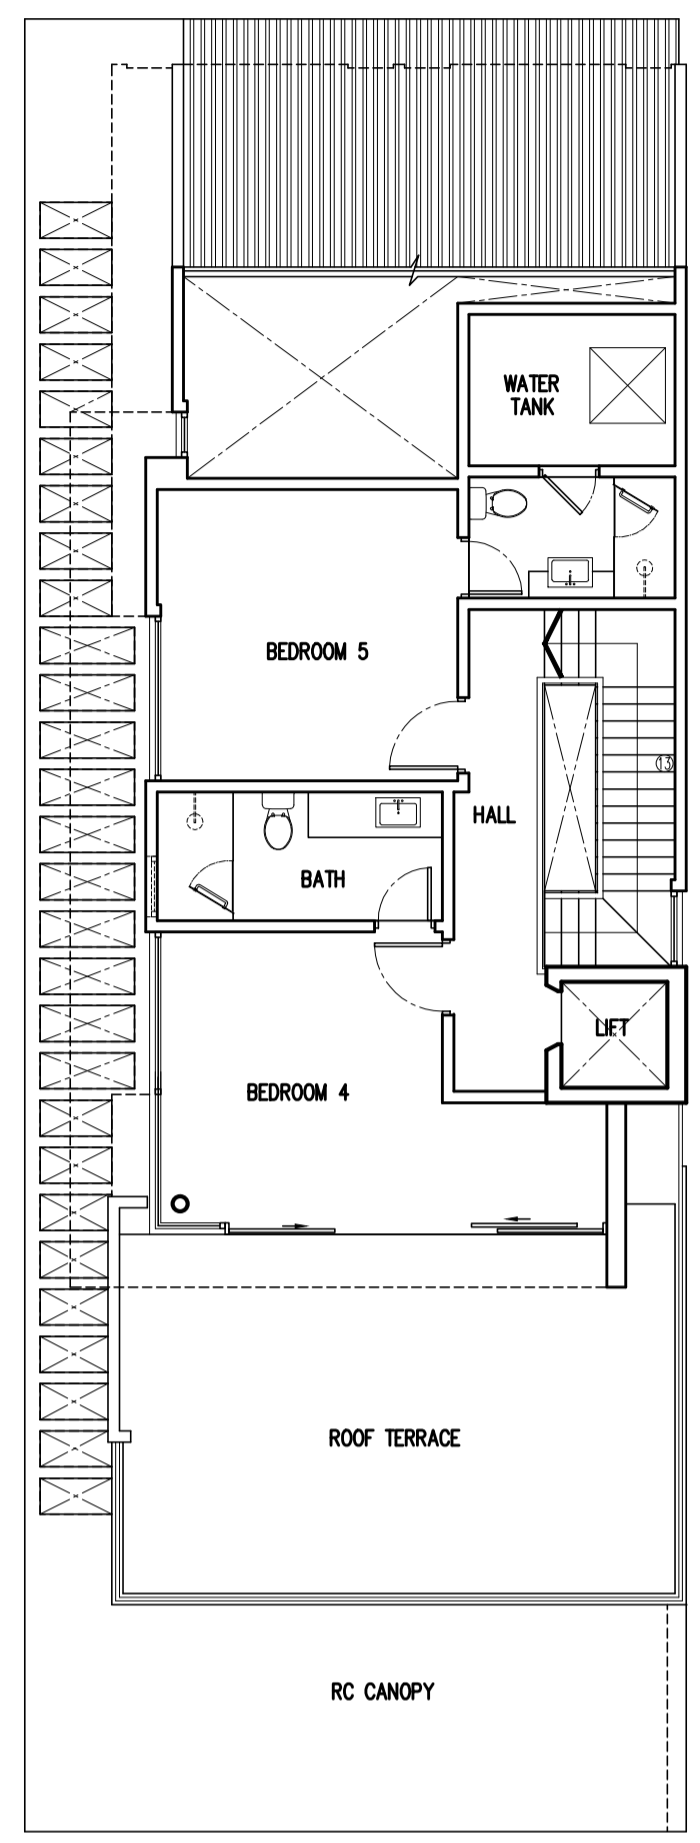 WATER
TANK
BEDROOM 5
13
HALL
BATH
LIFT
BEDROOM 4
ROOF TERRACE
RC CANOPY